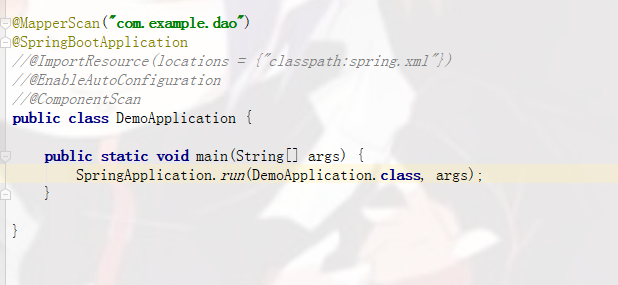 @MapperScan("com.example.dao")
@SpringBootApplication
//@ImportResource(locations = {"classpath:spring.xml"})
//@EnableAutoConfiguration
//@ComponentScan
public class DemoApplication {
public static void main(String[] args) {
SpringApplication.run(DemoApplication.class, args);
}
}